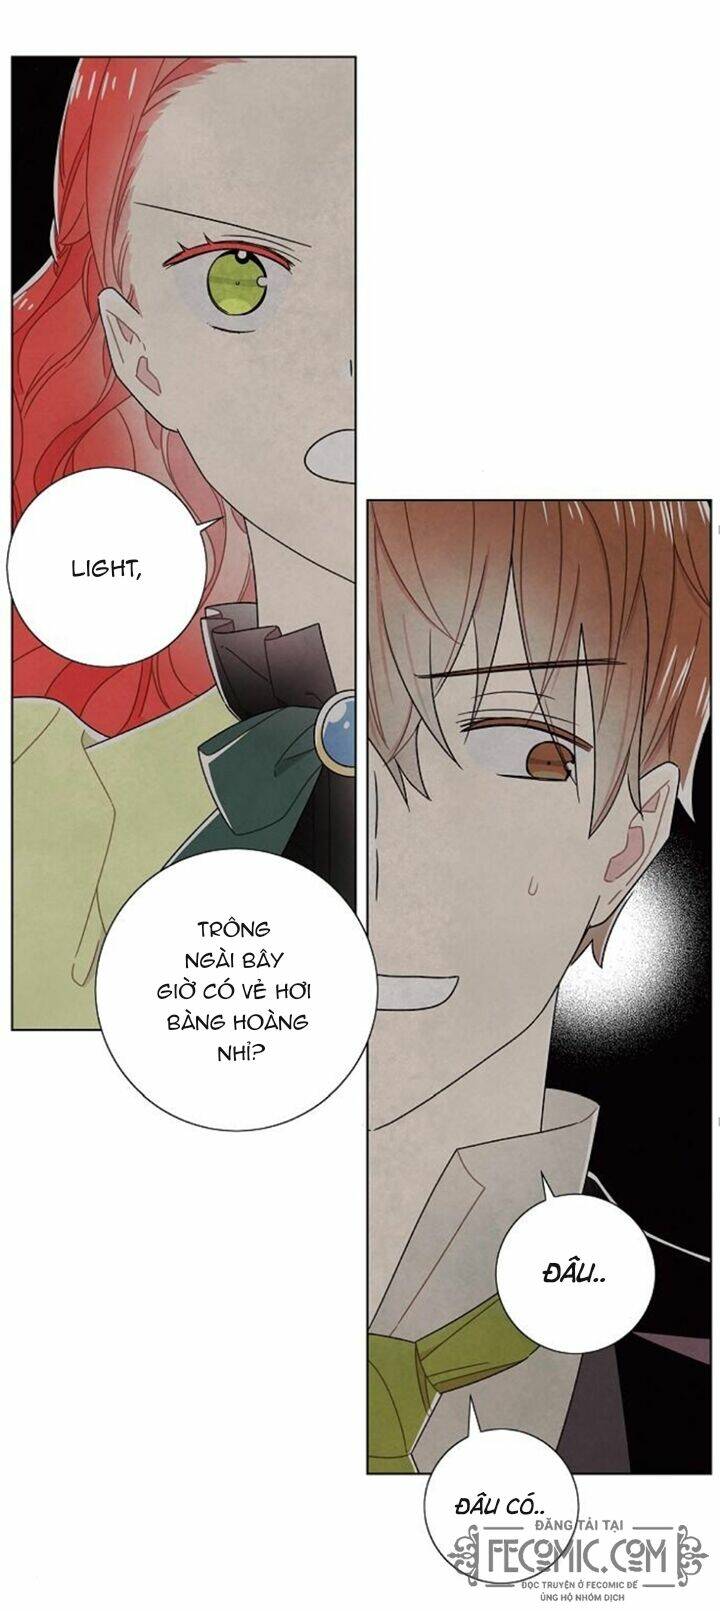 LIGHT,
TRÔNG
NGÀI BÂY
GIỜ CÓ VẺ HƠI
BÀNG HOÀNG
NHỈ?
ĐÂU..
ĐÂU CÓ..
ĐĂNG TẢI TẠI
FECOMIC.COM
ĐỌC TRUYỆN Ở FECOMIC ĐỂ
ỦNG HỘ NHÓM DỊCH